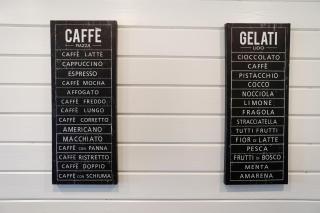 CAFFÈ
PIAZZA
CAFFÈ LATTE
CAPPUCCINO
ESPRESSO
CAFFÈ MOCHA
AFFOGATO
CAFFÈ FREDDO
CAFFÈ LUNGO
CAFFÈ CORRETTO
AMERICANO
MACCHIATO
CAFFÈ CON PANNA
CAFFÈ RISTRETTO
CAFFÈ DOPPIO
CAFFÈ CON SCHIUMA
GELATI
LIDO
CIOCCOLATO
CAFFÈ
PISTACCHIO
COCCO
NOCCIOLA
LIMONE
FRAGOLA
STRACCIATELLA
TUTTI FRUTTI
FIOR DI LATTE
PESCA
FRUTTI DI BOSCO
MENTA
AMARENA